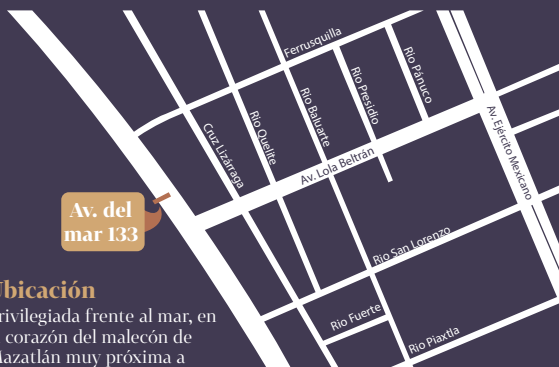 Ferrusquilla
Río Pánuco
Río Presidio
Río Baluarte
Río Quelite
Cruz Lizárraga
Av. Ejército Mexicano
Av. Lola Beltrán
Av. del
mar 133
Río San Lorenzo
Río Fuerte
Río Piaxtla
Ubicación
rivilegiada frente al mar, en
corazón del malecón de
Mazatlán muy próxima a